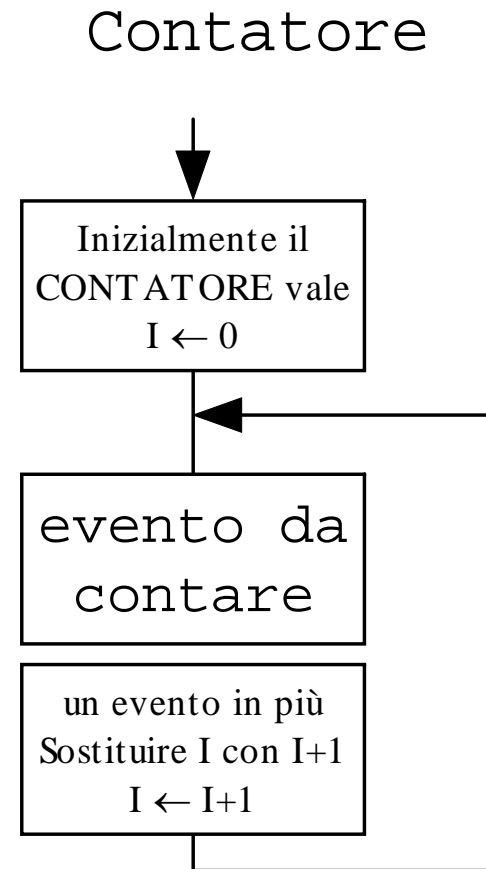 Contatore
Inizialmente il
CONTATORE vale
I ← 0
evento da
contare
un evento in più
Sostituire I con I+1
I ← I+1